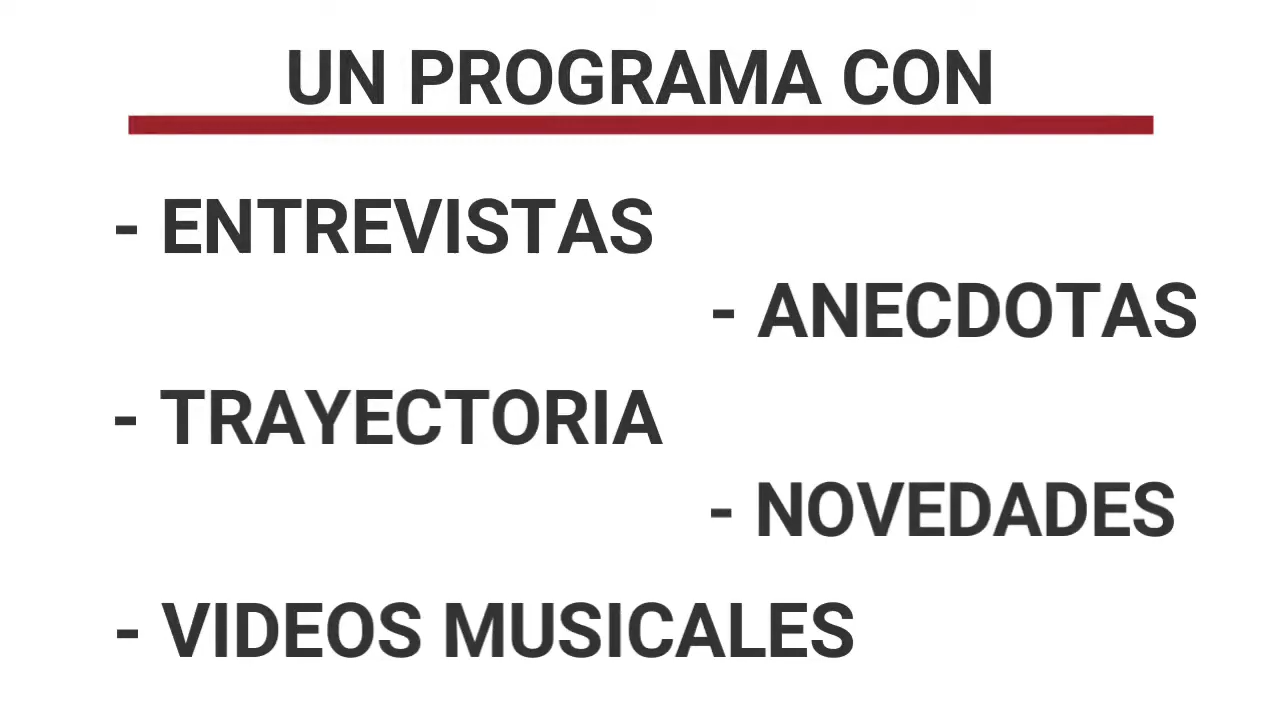 UN PROGRAMA CON
- ENTREVISTAS
- ANECDOTAS
- TRAYECTORIA
- NOVEDADES
- VIDEOS MUSICALES